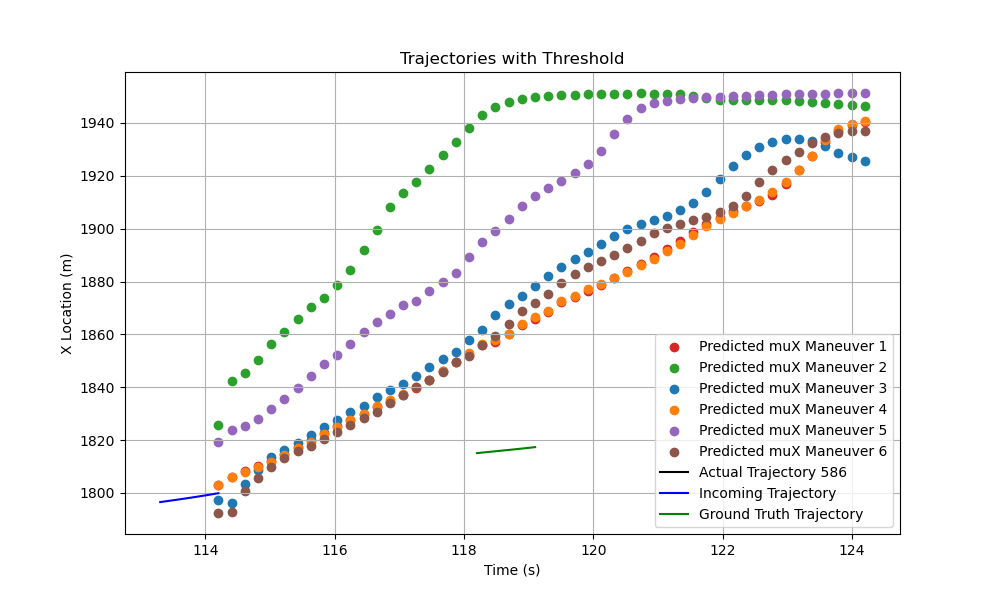 Trajectories with Threshold
X Location (m)
1940
1920
1900
1880
1860
1840
1820
1800
Predicted muX Maneuver 1
Predicted muX Maneuver 2
Predicted muX Maneuver 3
Predicted muX Maneuver 4
Predicted muX Maneuver 5
Predicted muX Maneuver 6
Actual Trajectory 586
Incoming Trajectory
Ground Truth Trajectory
114 116 118 120 122 124
Time (s)